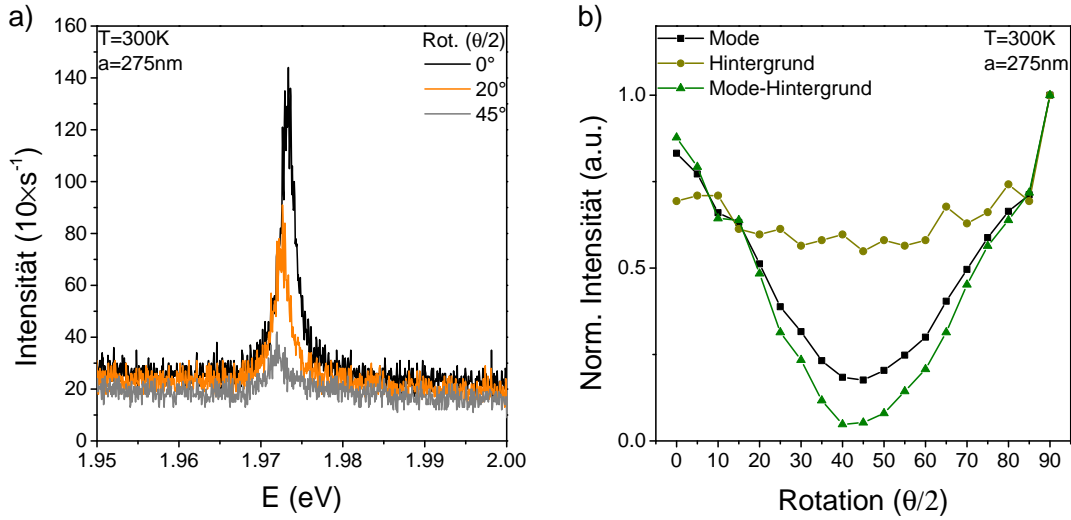 a)
160
140
120
100
80
60
40
20
0
Intensität (10×s⁻¹)
T=300K
a=275nm
Rot. (θ/2)
0°
20°
45°
1.95
1.96
1.97
1.98
1.99
2.00
E (eV)
b)
1.0
0.5
0.0
Norm. Intensität (a.u.)
Mode
Hintergrund
Mode-Hintergrund
T=300K
a=275nm
0
10
20
30
40
50
60
70
80
90
Rotation (θ/2)